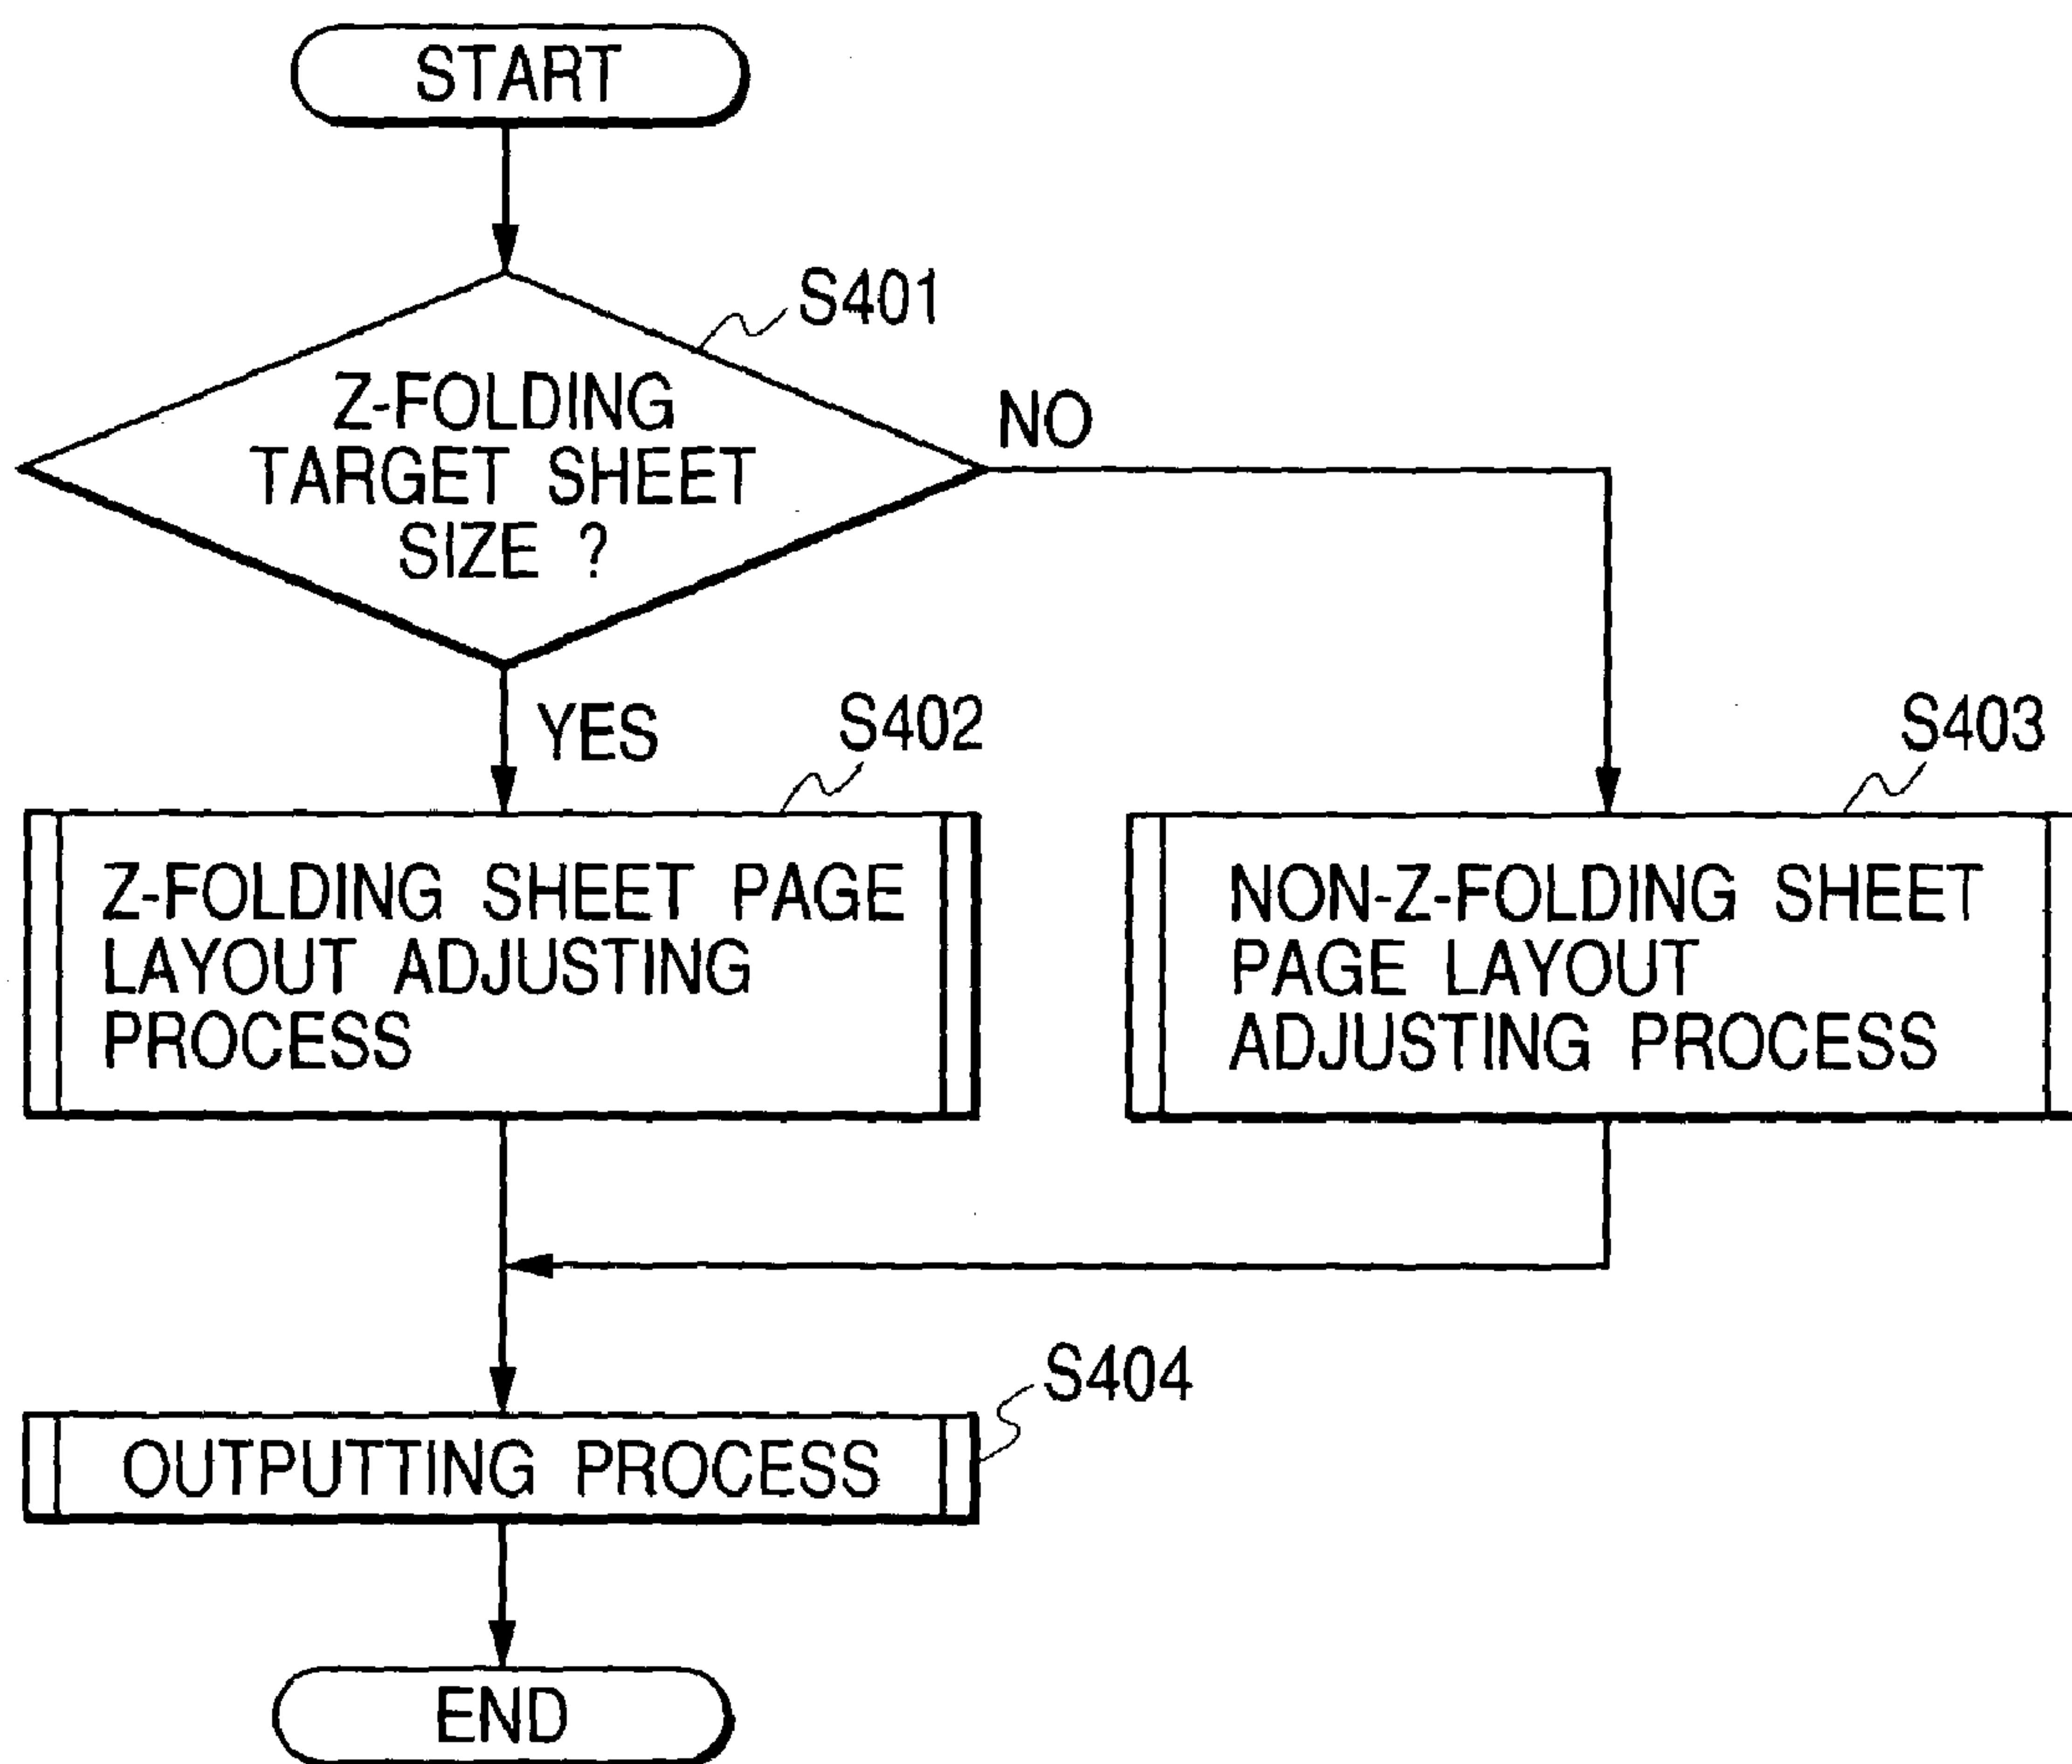 START
S401
Z-FOLDING
TARGET SHEET
SIZE ?
NO
YES
S402
S403
Z-FOLDING SHEET PAGE
LAYOUT ADJUSTING
PROCESS
NON-Z-FOLDING SHEET
PAGE LAYOUT
ADJUSTING PROCESS
S404
OUTPUTTING PROCESS
END